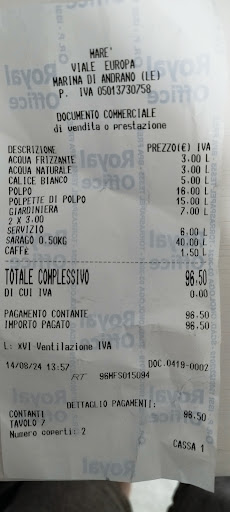 MARE'
VIALE EUROPA
MARINA DI ANDRANO (LE)
P. IVA 05013730758
DOCUMENTO COMMERCIALE
di vendita o prestazione
DESCRIZIONE PREZZO(€) IVA
ACQUA FRIZZANTE 3.00 L
ACQUA NATURALE 3.00 L
CALICE BIANCO 5.00 L
POLPO 16.00 L
POLPETTE DI POLPO 15.00 L
GIARDINIERA 7.00 L
2 X 3.00
SERVIZIO 6.00 L
SARAGO 0.50KG 40.00 L
CAFFE 1.50 L
TOTALE COMPLESSIVO 96.50
DI CUI IVA 0.00
PAGAMENTO CONTANTE 96.50
IMPORTO PAGATO 96.50
L: XVI Ventilazione IVA
14/08/24 13:57 DOC.0419-0002
RT 96MFS015094
DETTAGLIO PAGAMENTI:
CONTANTI 96.50
TAVOLO 7
Numero coperti: 2
CASSA 1